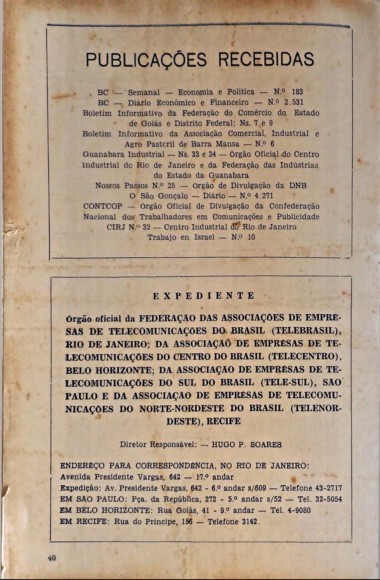 PUBLICAÇÕES RECEBIDAS
BC — Semanal — Economia e Política — N.º 183
BC — Diário Econômico e Financeiro — N.º 2.531
Boletim Informativo da Federação do Comércio do Estado
de Goiás e Distrito Federal; Ns. 7 e 9
Boletim Informativo da Associação Comercial, Industrial e
Agro Pastoril de Barra Mansa — N.º 6
Guanabara Industrial — Ns. 33 e 34 — Orgão Oficial do Centro
Industrial do Rio de Janeiro e da Federação das Indústrias
do Estado da Guanabara
Nossos Passos N.º 25 — Orgão de Divulgação da DNB
O São Gonçalo — Diário — N.º 4.271
CONTCOP — Orgão Oficial de Divulgação da Confederação
Nacional dos Trabalhadores em Comunicações e Publicidade
CIRJ N.º 32 — Centro Industrial do Rio de Janeiro
Trabajo en Israel — N.º 10
EXPEDIENTE
Órgão oficial da FEDERAÇÃO DAS ASSOCIAÇÕES DE EMPRE-
SAS DE TELECOMUNICAÇÕES DO BRASIL (TELEBRASIL),
RIO DE JANEIRO; DA ASSOCIAÇÃO DE EMPRESAS DE TE-
LECOMUNICAÇÕES DO CENTRO DO BRASIL (TELECENTRO),
BELO HORIZONTE; DA ASSOCIAÇÃO DE EMPRESAS DE TE-
LECOMUNICAÇÕES DO SUL DO BRASIL (TELE-SUL), SAO
PAULO E DA ASSOCIAÇÃO DE EMPRESAS DE TELECOMU-
NICAÇÕES DO NORTE-NORDESTE DO BRASIL (TELENOR-
DESTE), RECIFE
Diretor Responsável: — HUGO P. SOARES
ENDEREÇO PARA CORRESPONDÊNCIA, NO RIO DE JANEIRO:
Avenida Presidente Vargas, 642 — 17.º andar
Expedição: Av. Presidente Vargas, 642 - 6.º andar s/609 — Telefone 43-2717
EM SÃO PAULO: Pça. da República, 272 - 5.º andar s/52 — Tel. 32-5054
EM BELO HORIZONTE: Rua Goiás, 41 - 9.º andar — Tel. 4-9080
EM RECIFE: Rua do Príncipe, 156 — Telefone 3142
40